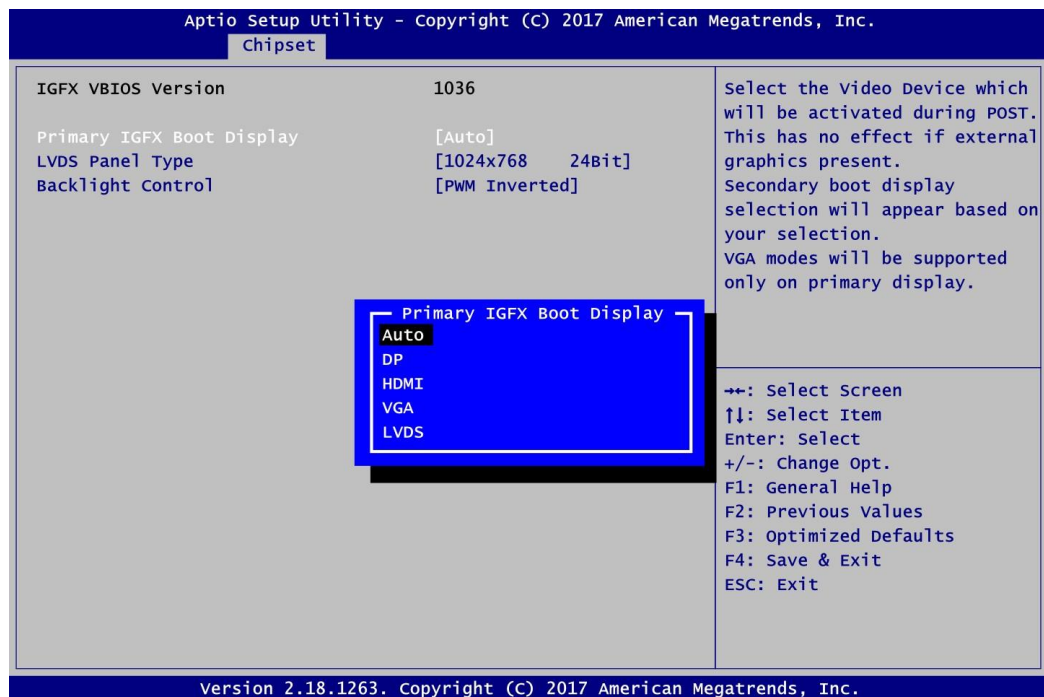 Aptio Setup Utility - Copyright (C) 2017 American Megatrends, Inc.
Chipset
IGFX VBIOS Version 1036
Primary IGFX Boot Display [Auto]
LVDS Panel Type [1024x768 24Bit]
Backlight Control [PWM Inverted]
Select the Video Device which
will be activated during POST.
This has no effect if external
graphics present.
Secondary boot display
selection will appear based on
your selection.
VGA modes will be supported
only on primary display.
Primary IGFX Boot Display
Auto
DP
HDMI
VGA
LVDS
→←: Select Screen
↑↓: Select Item
Enter: Select
+/-: Change Opt.
F1: General Help
F2: Previous Values
F3: Optimized Defaults
F4: Save & Exit
ESC: Exit
Version 2.18.1263. Copyright (C) 2017 American Megatrends, Inc.